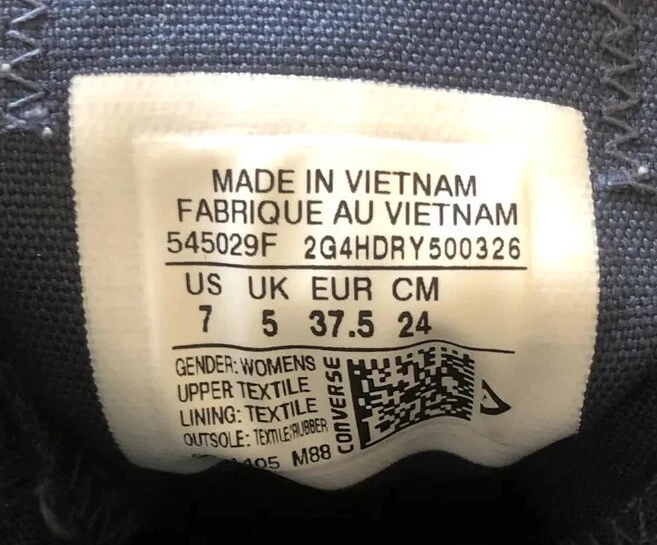 MADE IN VIETNAM
FABRIQUE AU VIETNAM
545029F 2G4HDRY500326
US UK EUR CM
7 5 37.5 24
GENDER: WOMENS
UPPER TEXTILE
LINING: TEXTILE
OUTSOLE: TEXTILE/RUBBER
M88
CONVERSE